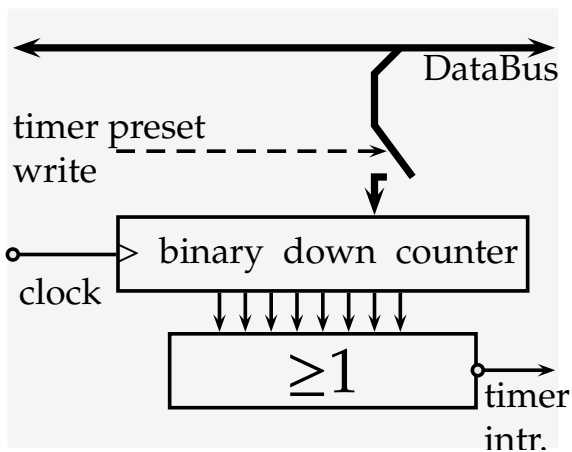 DataBus
timer preset
write
binary down counter
clock
≥1
timer
intr.